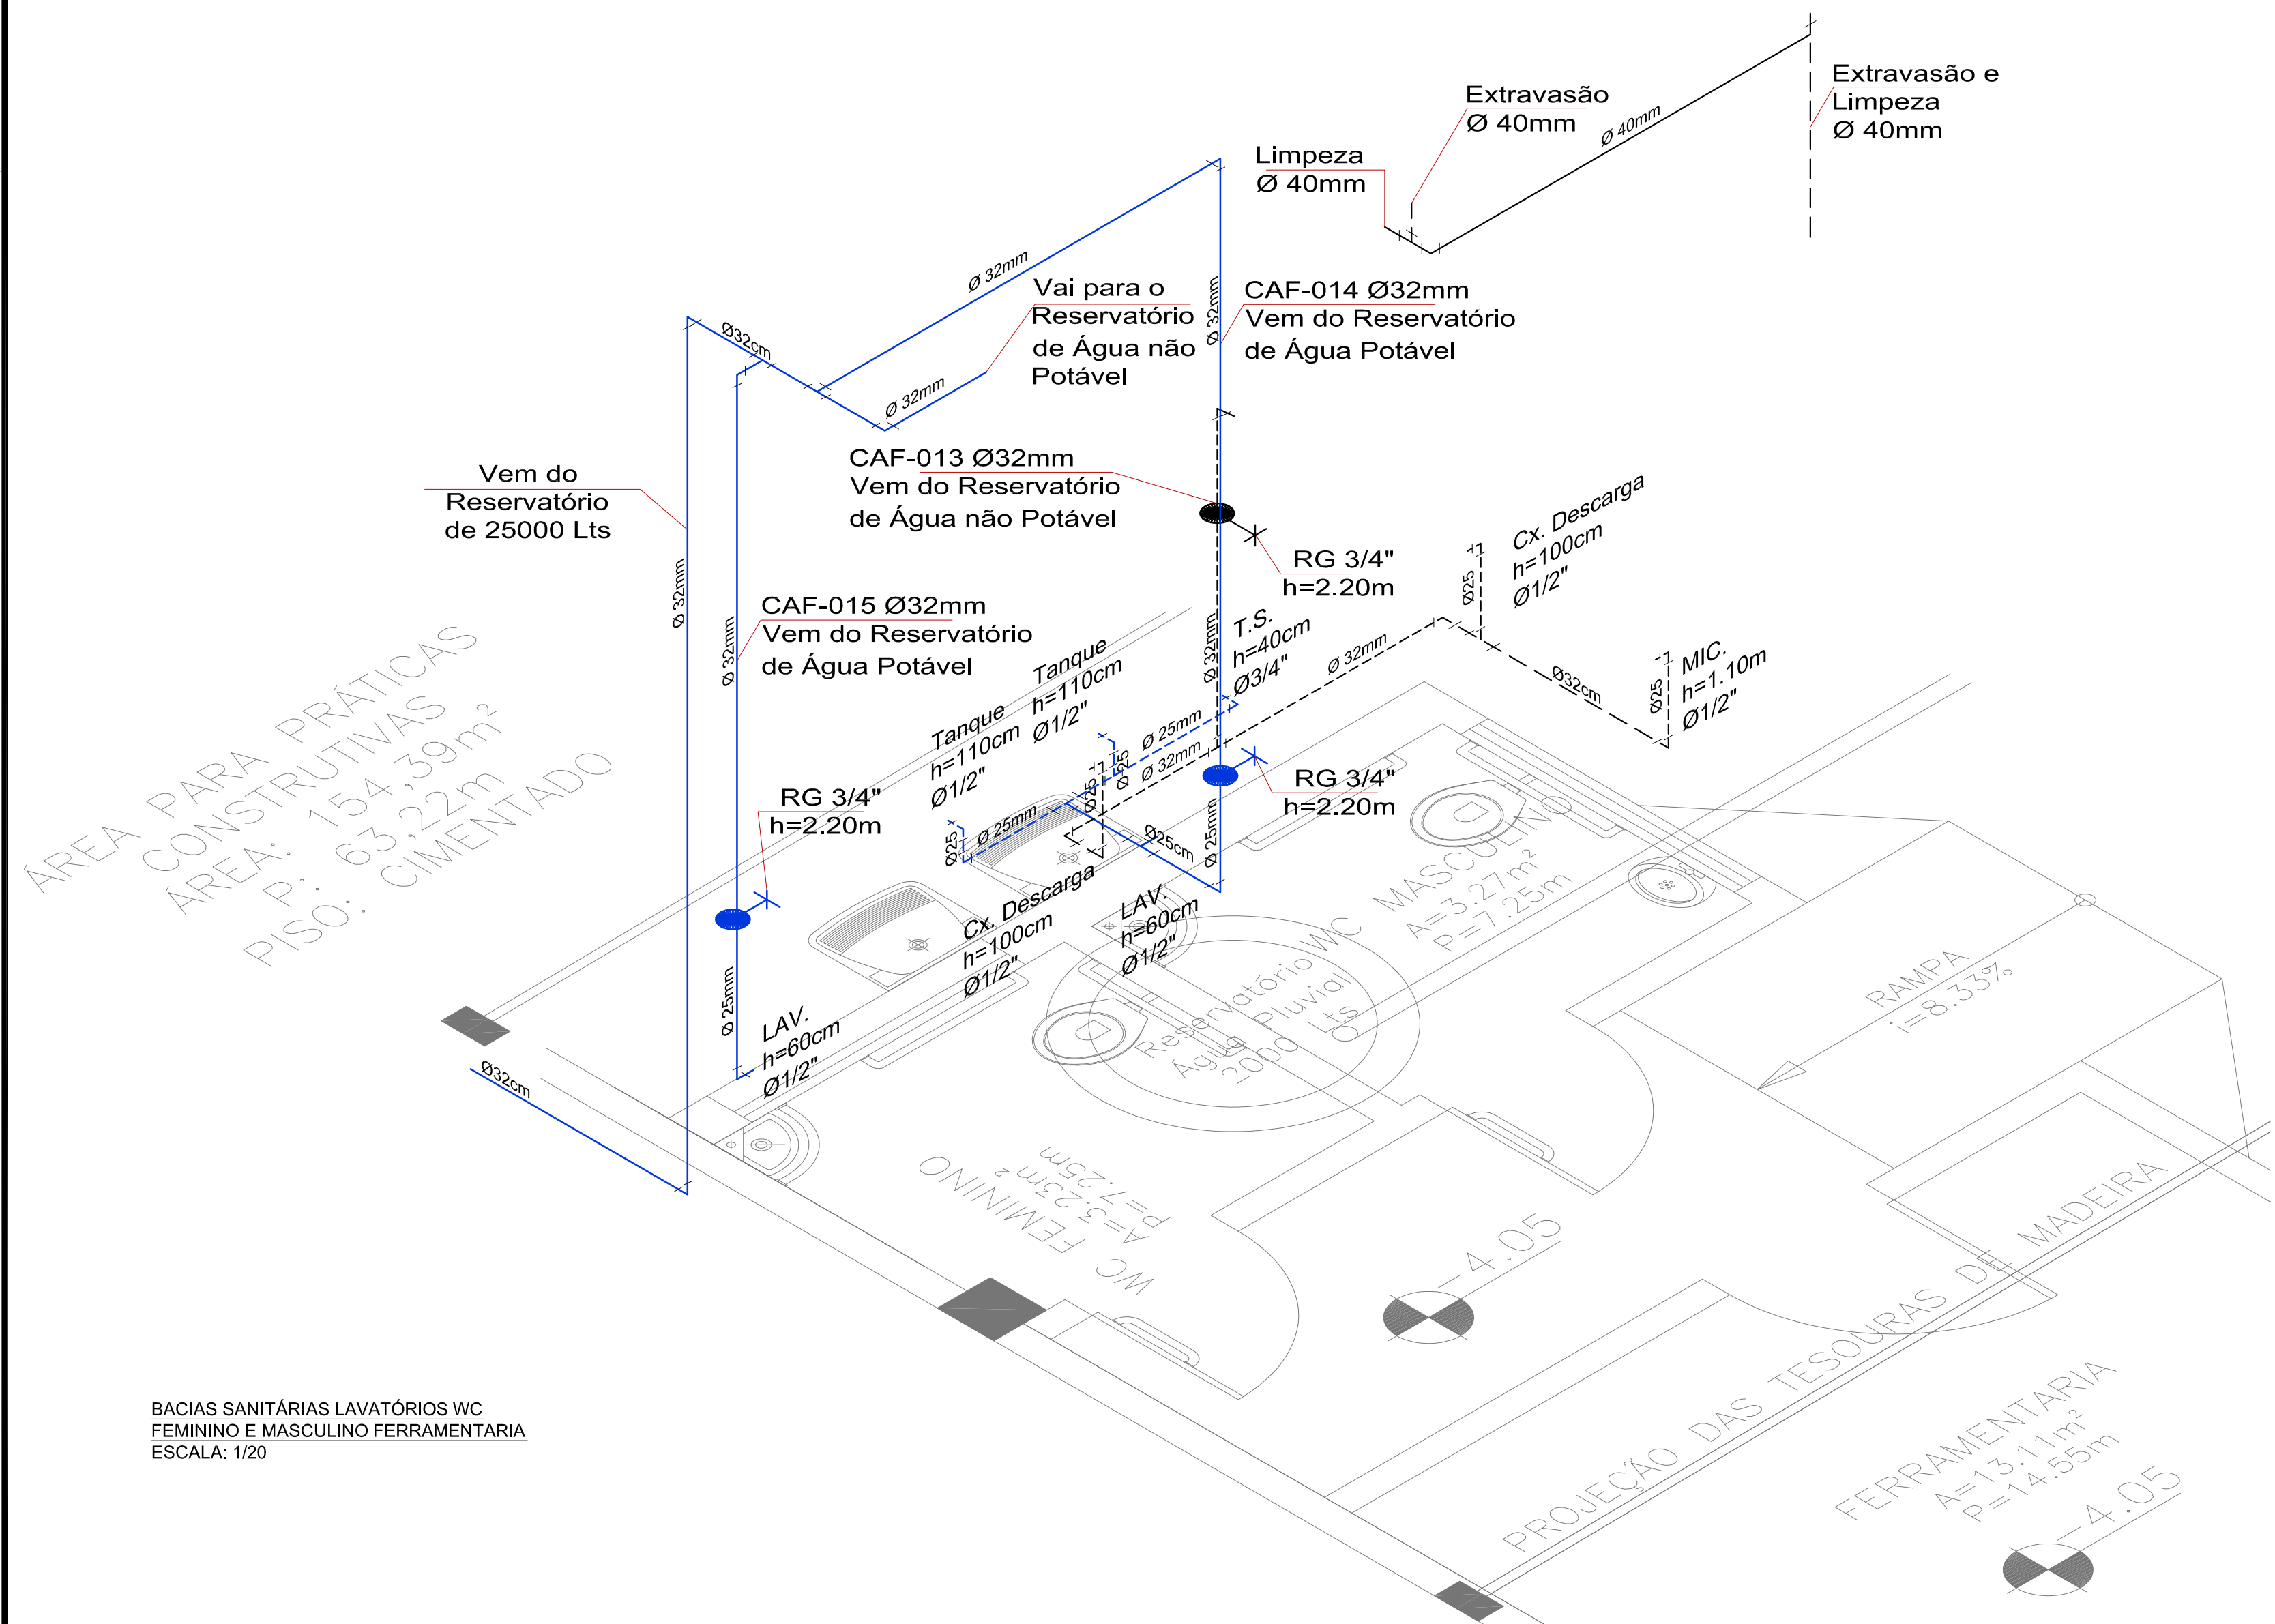 Extravasão e
Limpeza
Ø 40mm
Extravasão
Ø 40mm
Ø 40mm
Limpeza
Ø 40mm
Ø 32mm
Vai para o
Reservatório
de Água não
Potável
Ø 32mm
CAF-014 Ø32mm
Vem do Reservatório
de Água Potável
Ø32cm
Ø 32mm
CAF-013 Ø32mm
Vem do Reservatório
de Água não Potável
Vem do
Reservatório
de 25000 Lts
Ø 32mm
RG 3/4"
h=2.20m
Cx. Descarga
h=100cm
Ø1/2"
Ø25
CAF-015 Ø32mm
Vem do Reservatório
de Água Potável
Ø 32mm
Tanque
h=110cm
Ø1/2"
Tanque
h=110cm
Ø1/2"
Ø 32mm
T.S.
h=40cm
Ø3/4"
Ø 32mm
Ø32cm
Ø25
MIC.
h=1.10m
Ø1/2"
ÁREA PARA PRÁTICAS
CONSTRUTIVAS
ÁREA: 154,39m²
P: 63,22m
PISO: CIMENTADO
Ø 25mm
Ø 32mm
Ø25
Ø25
RG 3/4"
h=2.20m
RG 3/4"
h=2.20m
Ø25
Ø 25mm
Ø25cm
Ø 25mm
Cx. Descarga
h=100cm
Ø1/2"
LAV.
h=60cm
Ø1/2"
WC MASCULINO
A=3.27m²
P=7.25m
Reservatório
Água Pluvial
2000 Lts
RAMPA
i=8.33%
Ø 25mm
LAV.
h=60cm
Ø1/2"
Ø32cm
WC FEMININO
A=3.23m²
P=7.25m
-4.05
PROJEÇÃO DAS TESOURAS DE MADEIRA
FERRAMENTARIA
A=13.11m²
P=14.55m
-4.05
BACIAS SANITÁRIAS LAVATÓRIOS WC
FEMININO E MASCULINO FERRAMENTARIA
ESCALA: 1/20